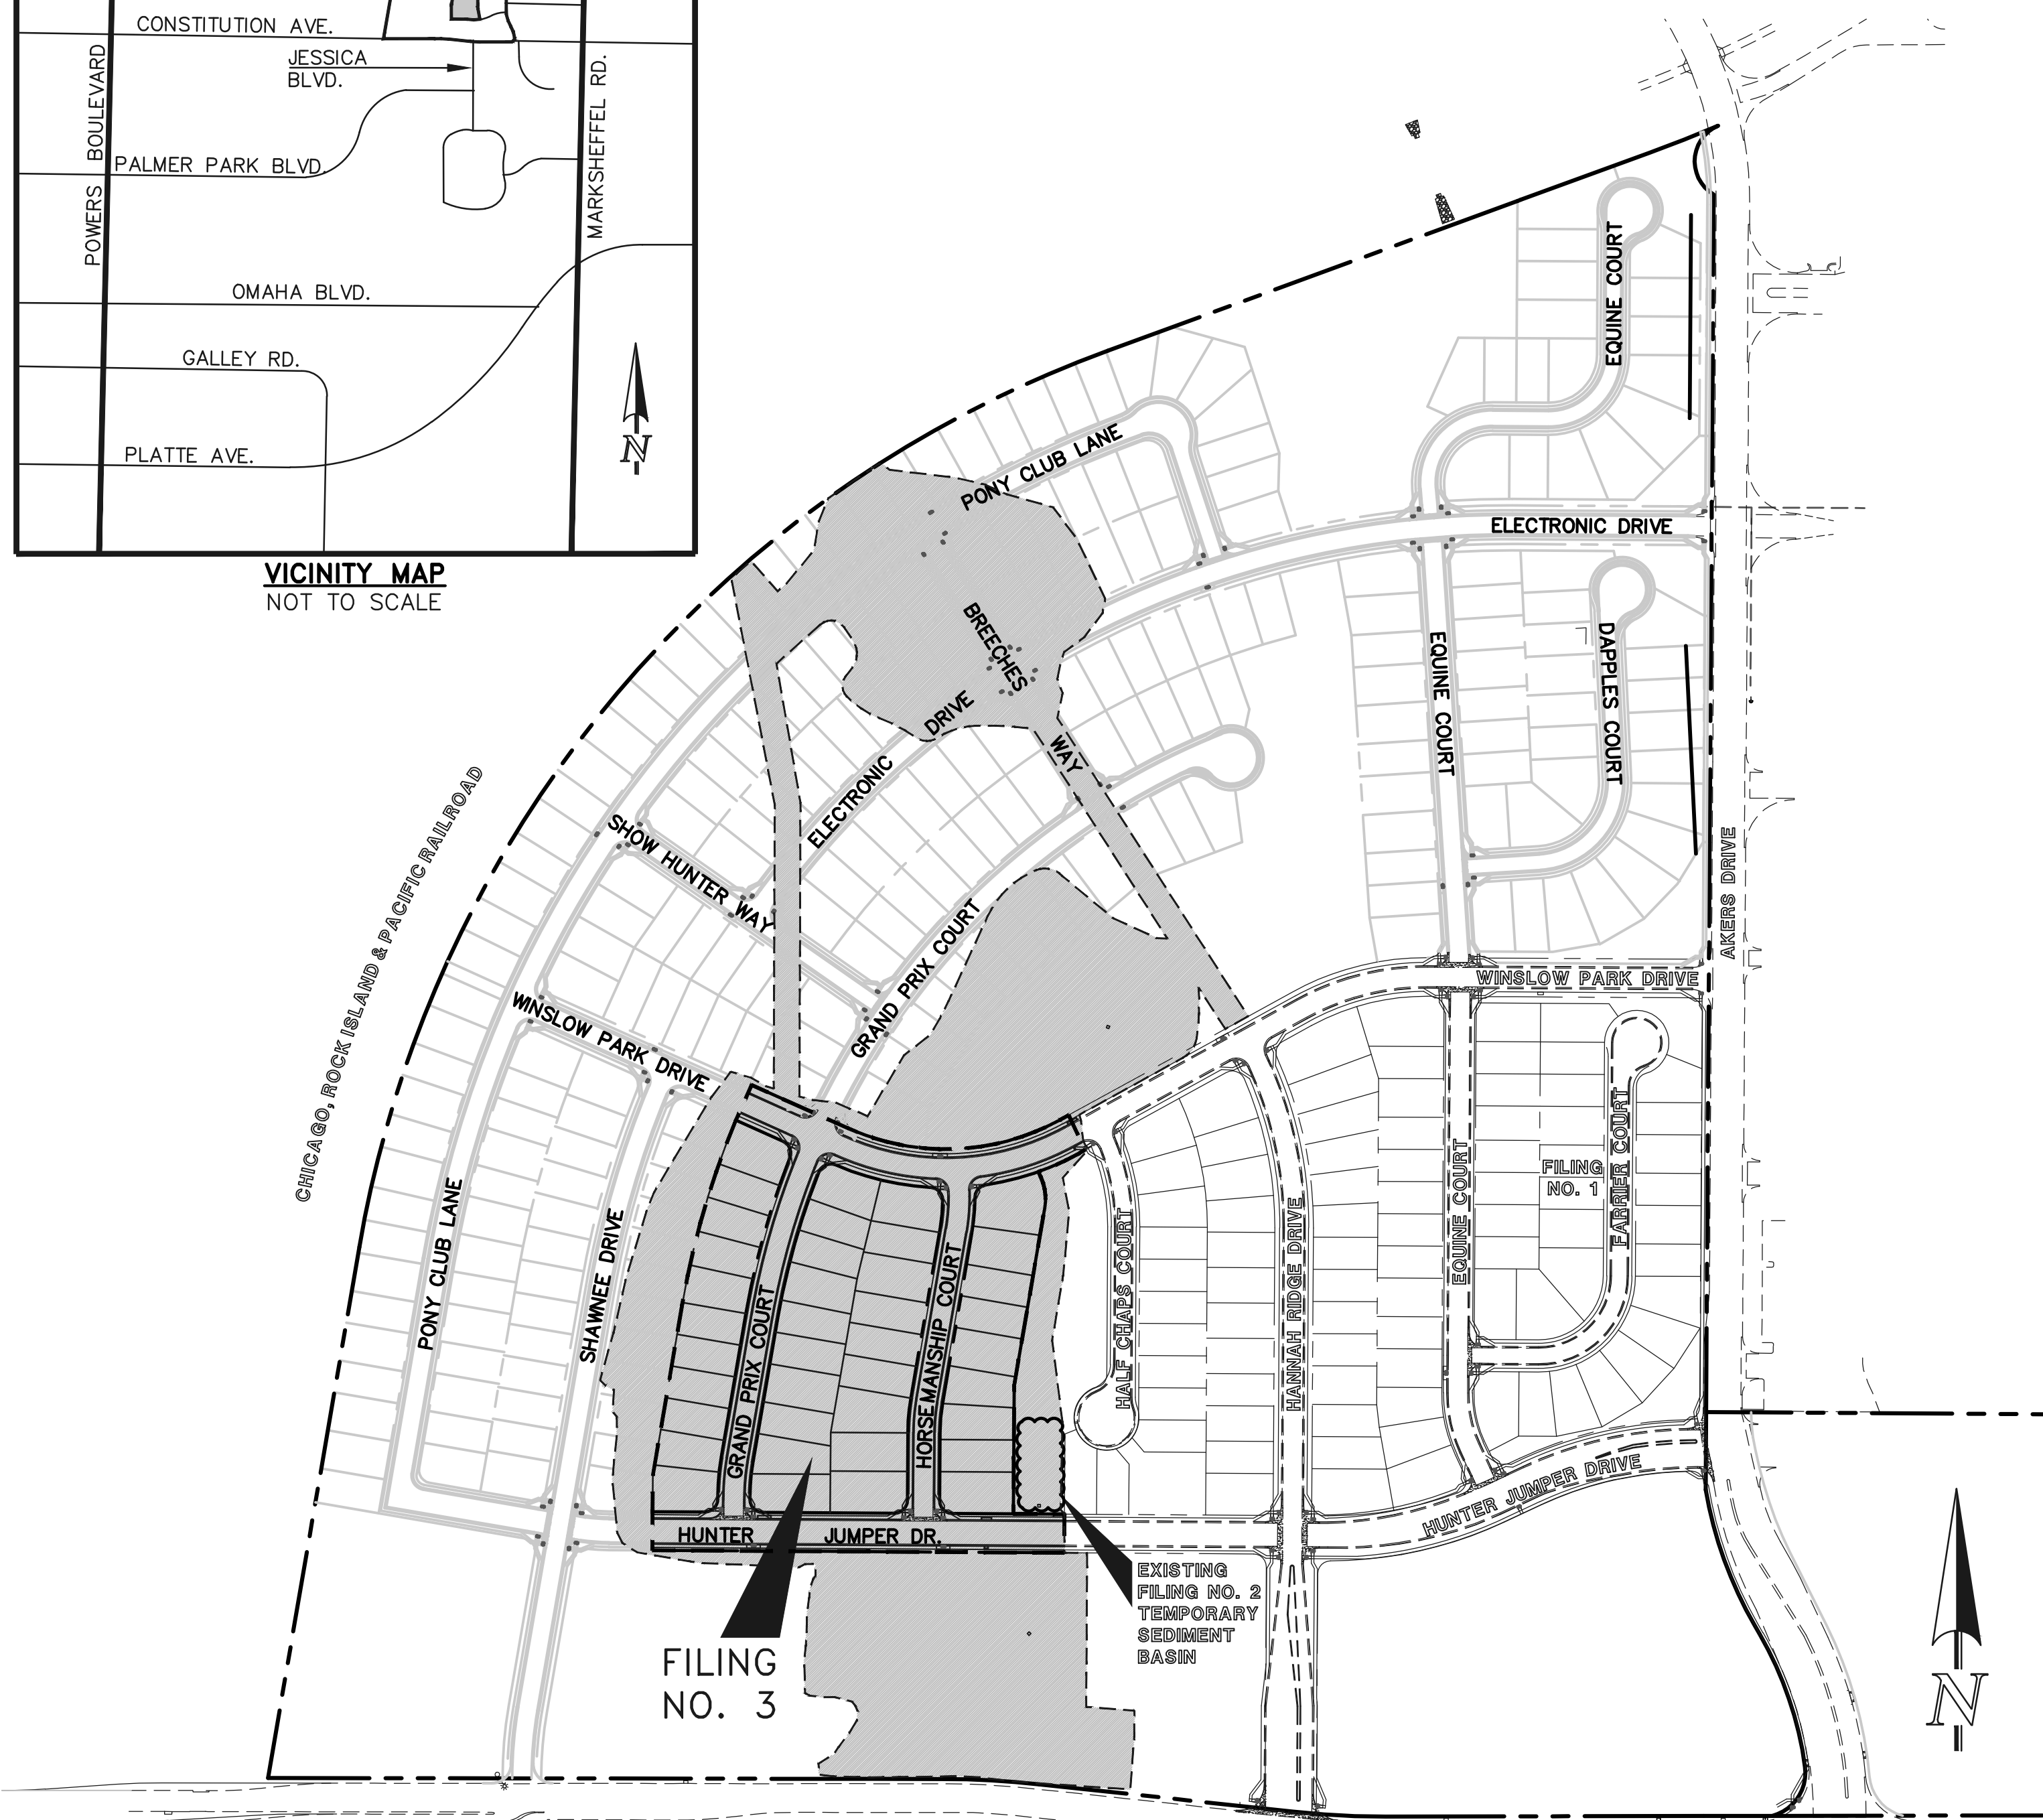 CONSTITUTION AVE.
JESSICA
BLVD.
POWERS BOULEVARD
MARKSHEFFEL RD.
PALMER PARK BLVD.
OMAHA BLVD.
GALLEY RD.
PLATTE AVE.
N
VICINITY MAP
NOT TO SCALE
EQUINE COURT
PONY CLUB LANE
ELECTRONIC DRIVE
BREECHES WAY
EQUINE COURT
DAPPLES COURT
ELECTRONIC DRIVE
SHOW HUNTER WAY
AKERS DRIVE
CHICAGO, ROCK ISLAND & PACIFIC RAILROAD
GRAND PRIX COURT
WINSLOW PARK DRIVE
WINSLOW PARK DRIVE
PONY CLUB LANE
SHAWNEE DRIVE
GRAND PRIX COURT
HORSEMANSHIP COURT
HALF CHAPS COURT
HANNAH RIDGE DRIVE
EQUINE COURT
FILING
NO. 1
FARRIER COURT
HUNTER JUMPER DR.
HUNTER JUMPER DRIVE
EXISTING
FILING NO. 2
TEMPORARY
SEDIMENT
BASIN
FILING
NO. 3
N